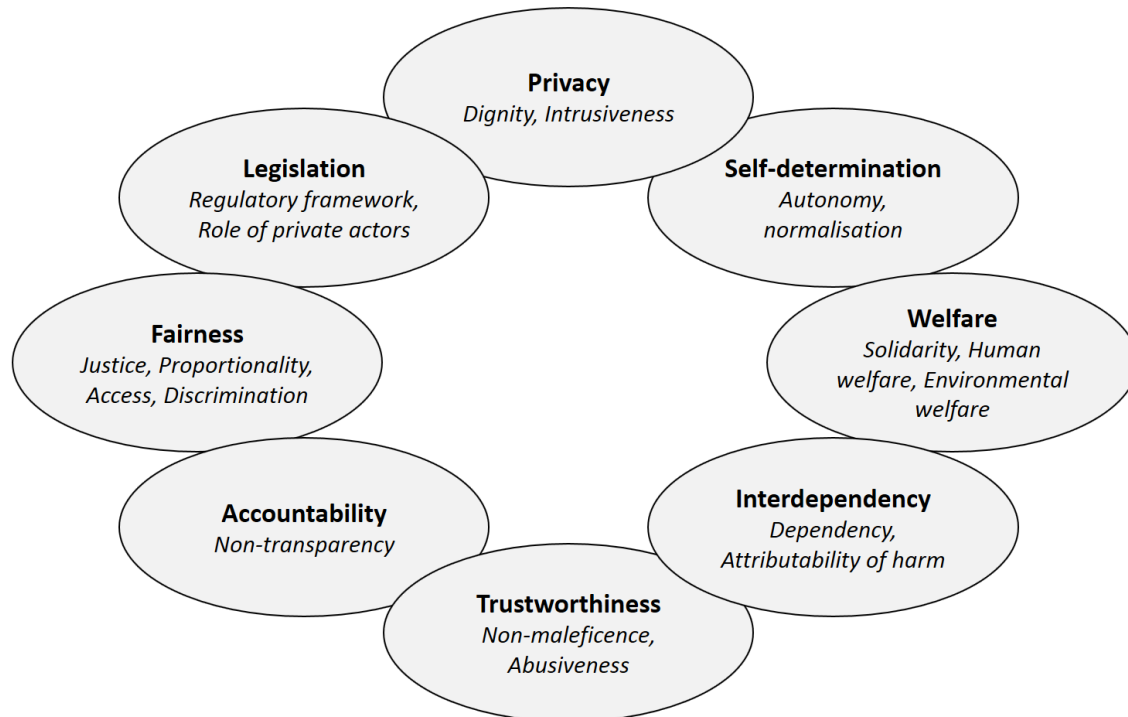 Privacy
Dignity, Intrusiveness
Legislation
Regulatory framework,
Role of private actors
Self-determination
Autonomy,
normalisation
Fairness
Justice, Proportionality,
Access, Discrimination
Welfare
Solidarity, Human
welfare, Environmental
welfare
Accountability
Non-transparency
Interdependency
Dependency,
Attributability of harm
Trustworthiness
Non-maleficence,
Abusiveness